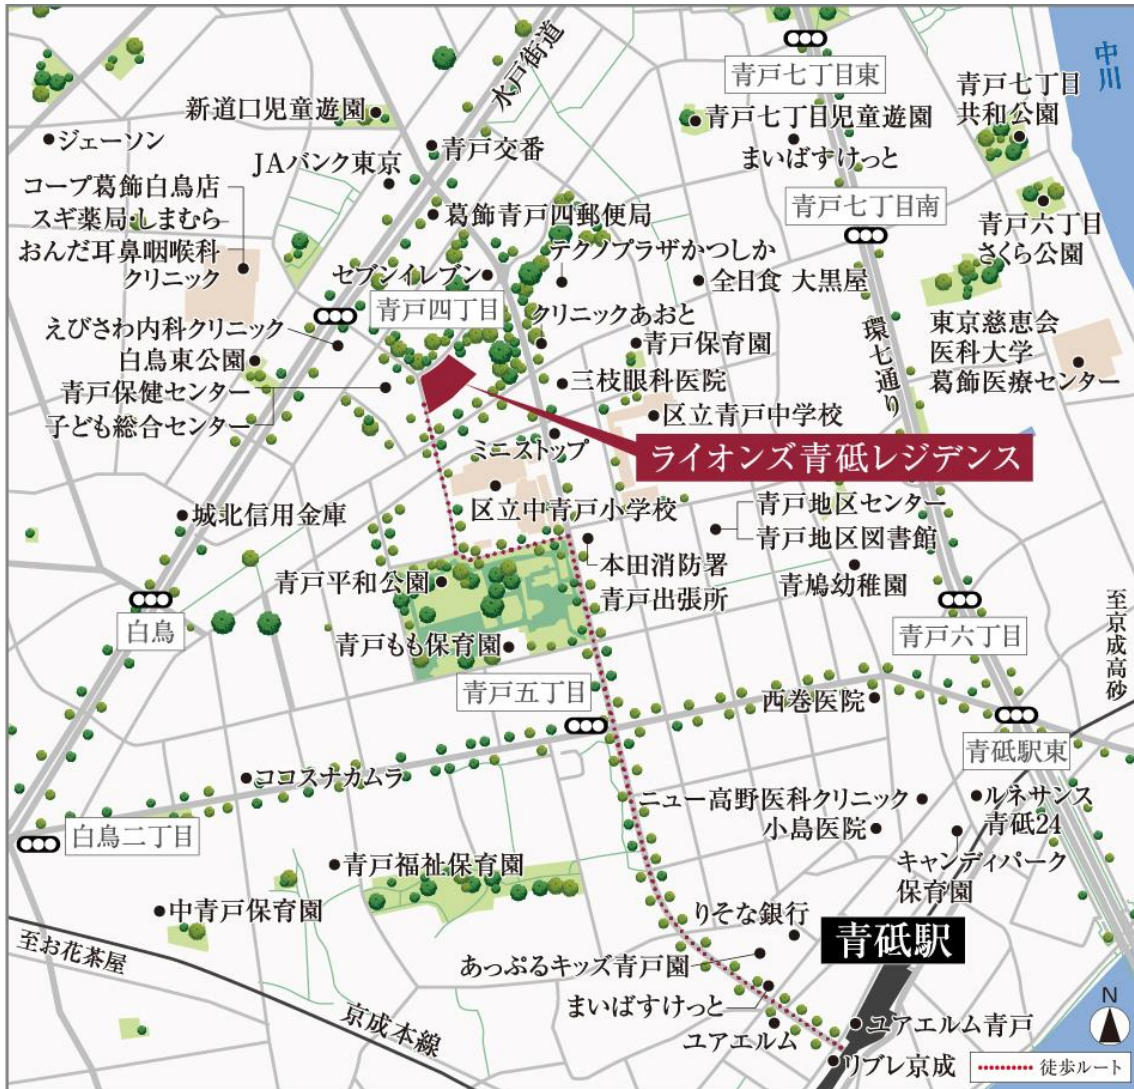 中川
青戸七丁目東
水戸街道
新道口児童遊園
青戸七丁目児童遊園
青戸七丁目
共和公園
ジェーソン
青戸交番
まいばすけっと
JAバンク東京
コープ葛飾白鳥店
スギ薬局・しまむら
おんだ耳鼻咽喉科
クリニック
葛飾青戸四郵便局
青戸七丁目南
青戸六丁目
さくら公園
テクノプラザかつしか
セブンイレブン
全日食 大黒屋
青戸四丁目
クリニックあおと
環七通り
東京慈恵会
医科大学
葛飾医療センター
えびさわ内科クリニック
白鳥東公園
青戸保健センター
子ども総合センター
青戸保育園
三枝眼科医院
区立青戸中学校
ミニストップ
ライオンズ青砥レジデンス
城北信用金庫
区立中青戸小学校
青戸地区センター
青戸地区図書館
本田消防署
青戸出張所
青鳩幼稚園
青戸平和公園
白鳥
青戸六丁目
至京成高砂
青戸もも保育園
青戸五丁目
西巻医院
青砥駅東
ココスナカムラ
ニュー高野医科クリニック
小島医院
ルネサンス
青砥24
白鳥二丁目
キャンディパーク
保育園
青戸福祉保育園
中青戸保育園
りそな銀行
青砥駅
至お花茶屋
あっぷるキッズ青戸園
まいばすけっと
京成本線
ユアエルム
ユアエルム青戸
リブレ京成
N
徒歩ルート